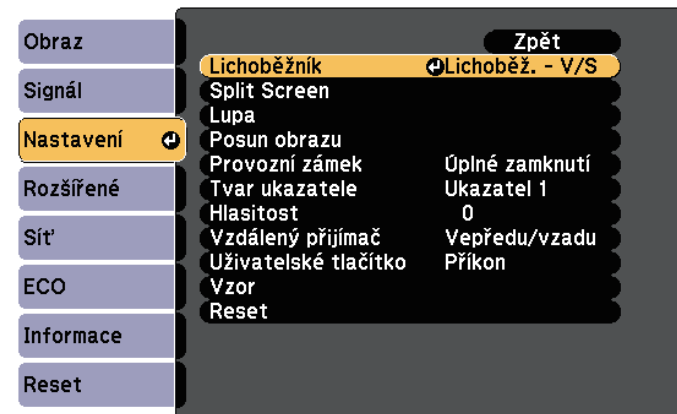 Obraz
Signál
Nastavení
Rozšířené
Síť
ECO
Informace
Reset
Zpět
Lichoběžník Lichoběž. - V/S
Split Screen
Lupa
Posun obrazu
Provozní zámek Úplné zamknutí
Tvar ukazatele Ukazatel 1
Hlasitost 0
Vzdálený přijímač Vepředu/vzadu
Uživatelské tlačítko Příkon
Vzor
Reset